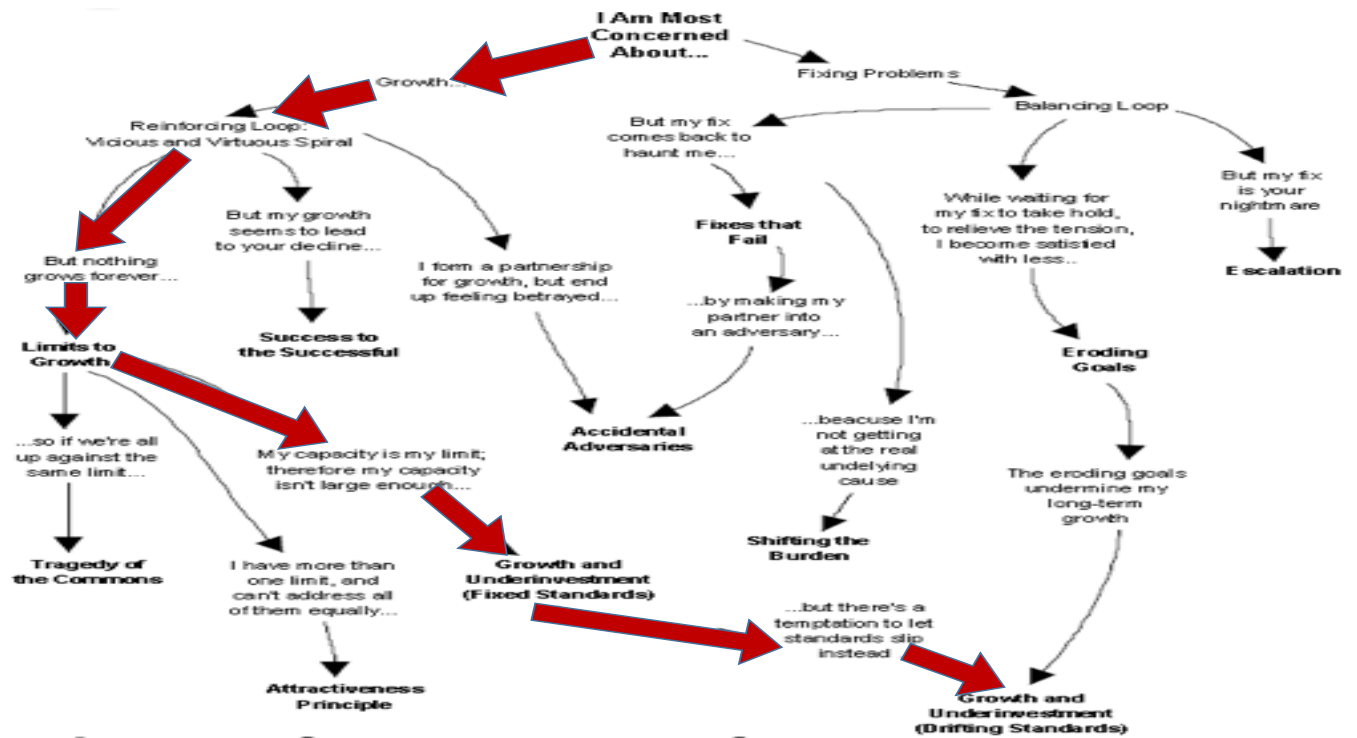 I Am Most
Concerned
About...
Growth...
Fixing Problems
Reinforcing Loop:
Vicious and Virtuous Spiral
But my fix
comes back to
haunt me...
Balancing Loop
But nothing
grows forever...
But my growth
seems to lead
to your decline...
I form a partnership
for growth, but end
up feeling betrayed...
Fixes that
Fail
While waiting for
my fix to take hold,
to relieve the tension,
I become satisfied
with less...
But my fix
is your
nightmare
Escalation
...by making my
partner into
an adversary...
Limits to
Growth
Success to
the Successful
Eroding
Goals
...so if we're all
up against the
same limit...
My capacity is my limit;
therefore my capacity
isn't large enough...
Accidental
Adversaries
...beacuse I'm
not getting
at the real
undelying
cause
The eroding goals
undermine my
long-term
growth
Shifting the
Burden
Tragedy of
the Commons
I have more than
one limit, and
can't address all
of them equally...
Growth and
Underinvestment
(Fixed Standards)
...but there's a
temptation to let
standards slip
instead
Attractiveness
Principle
Growth and
Underinvestment
(Drifting Standards)